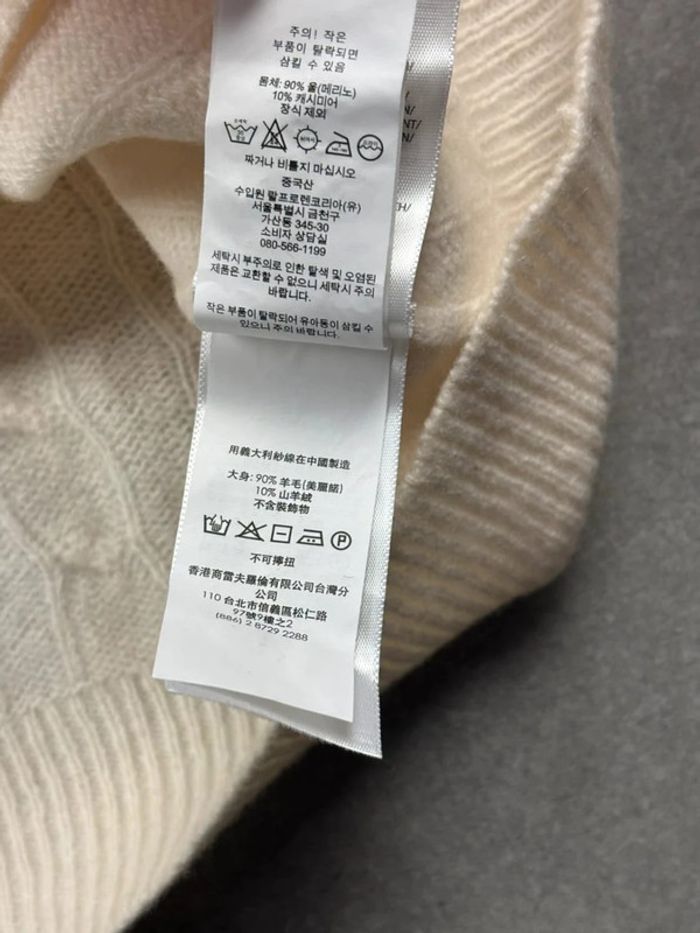 주의! 작은
부품이 탈락되면
삼킬 수 있음
몸체: 90% 울(메리노)
10% 캐시미어
장식 제외
짜거나 비틀지 마십시오
중국산
수입원 랄프로렌코리아(유)
서울특별시 금천구
가산동 345-30
소비자 상담실
080-566-1199
세탁시 부주의로 인한 탈색 및 오염된
제품은 교환할 수 없으니 세탁시 주의
바랍니다.
작은 부품이 탈락되어 유아동이 삼킬 수
있으니 주의 바랍니다.
用義大利紗線在中國製造
大身: 90% 羊毛(美麗諾)
10% 山羊絨
不含裝飾物
P
不可擰扭
香港商雷夫羅倫有限公司台灣分
公司
110 台北市信義區松仁路
97號9樓之2
(886) 2 8729 2288